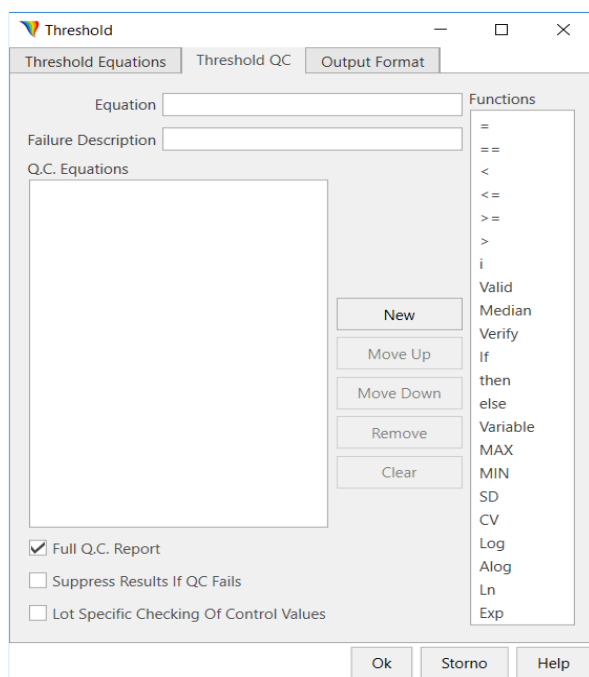 Threshold
Threshold Equations
Threshold QC
Output Format
Equation
Failure Description
Q.C. Equations
New
Move Up
Move Down
Remove
Clear
Full Q.C. Report
Suppress Results If QC Fails
Lot Specific Checking Of Control Values
Functions
=
==
<
<=
>=
>
i
Valid
Median
Verify
If
then
else
Variable
MAX
MIN
SD
CV
Log
Alog
Ln
Exp
Ok
Storno
Help